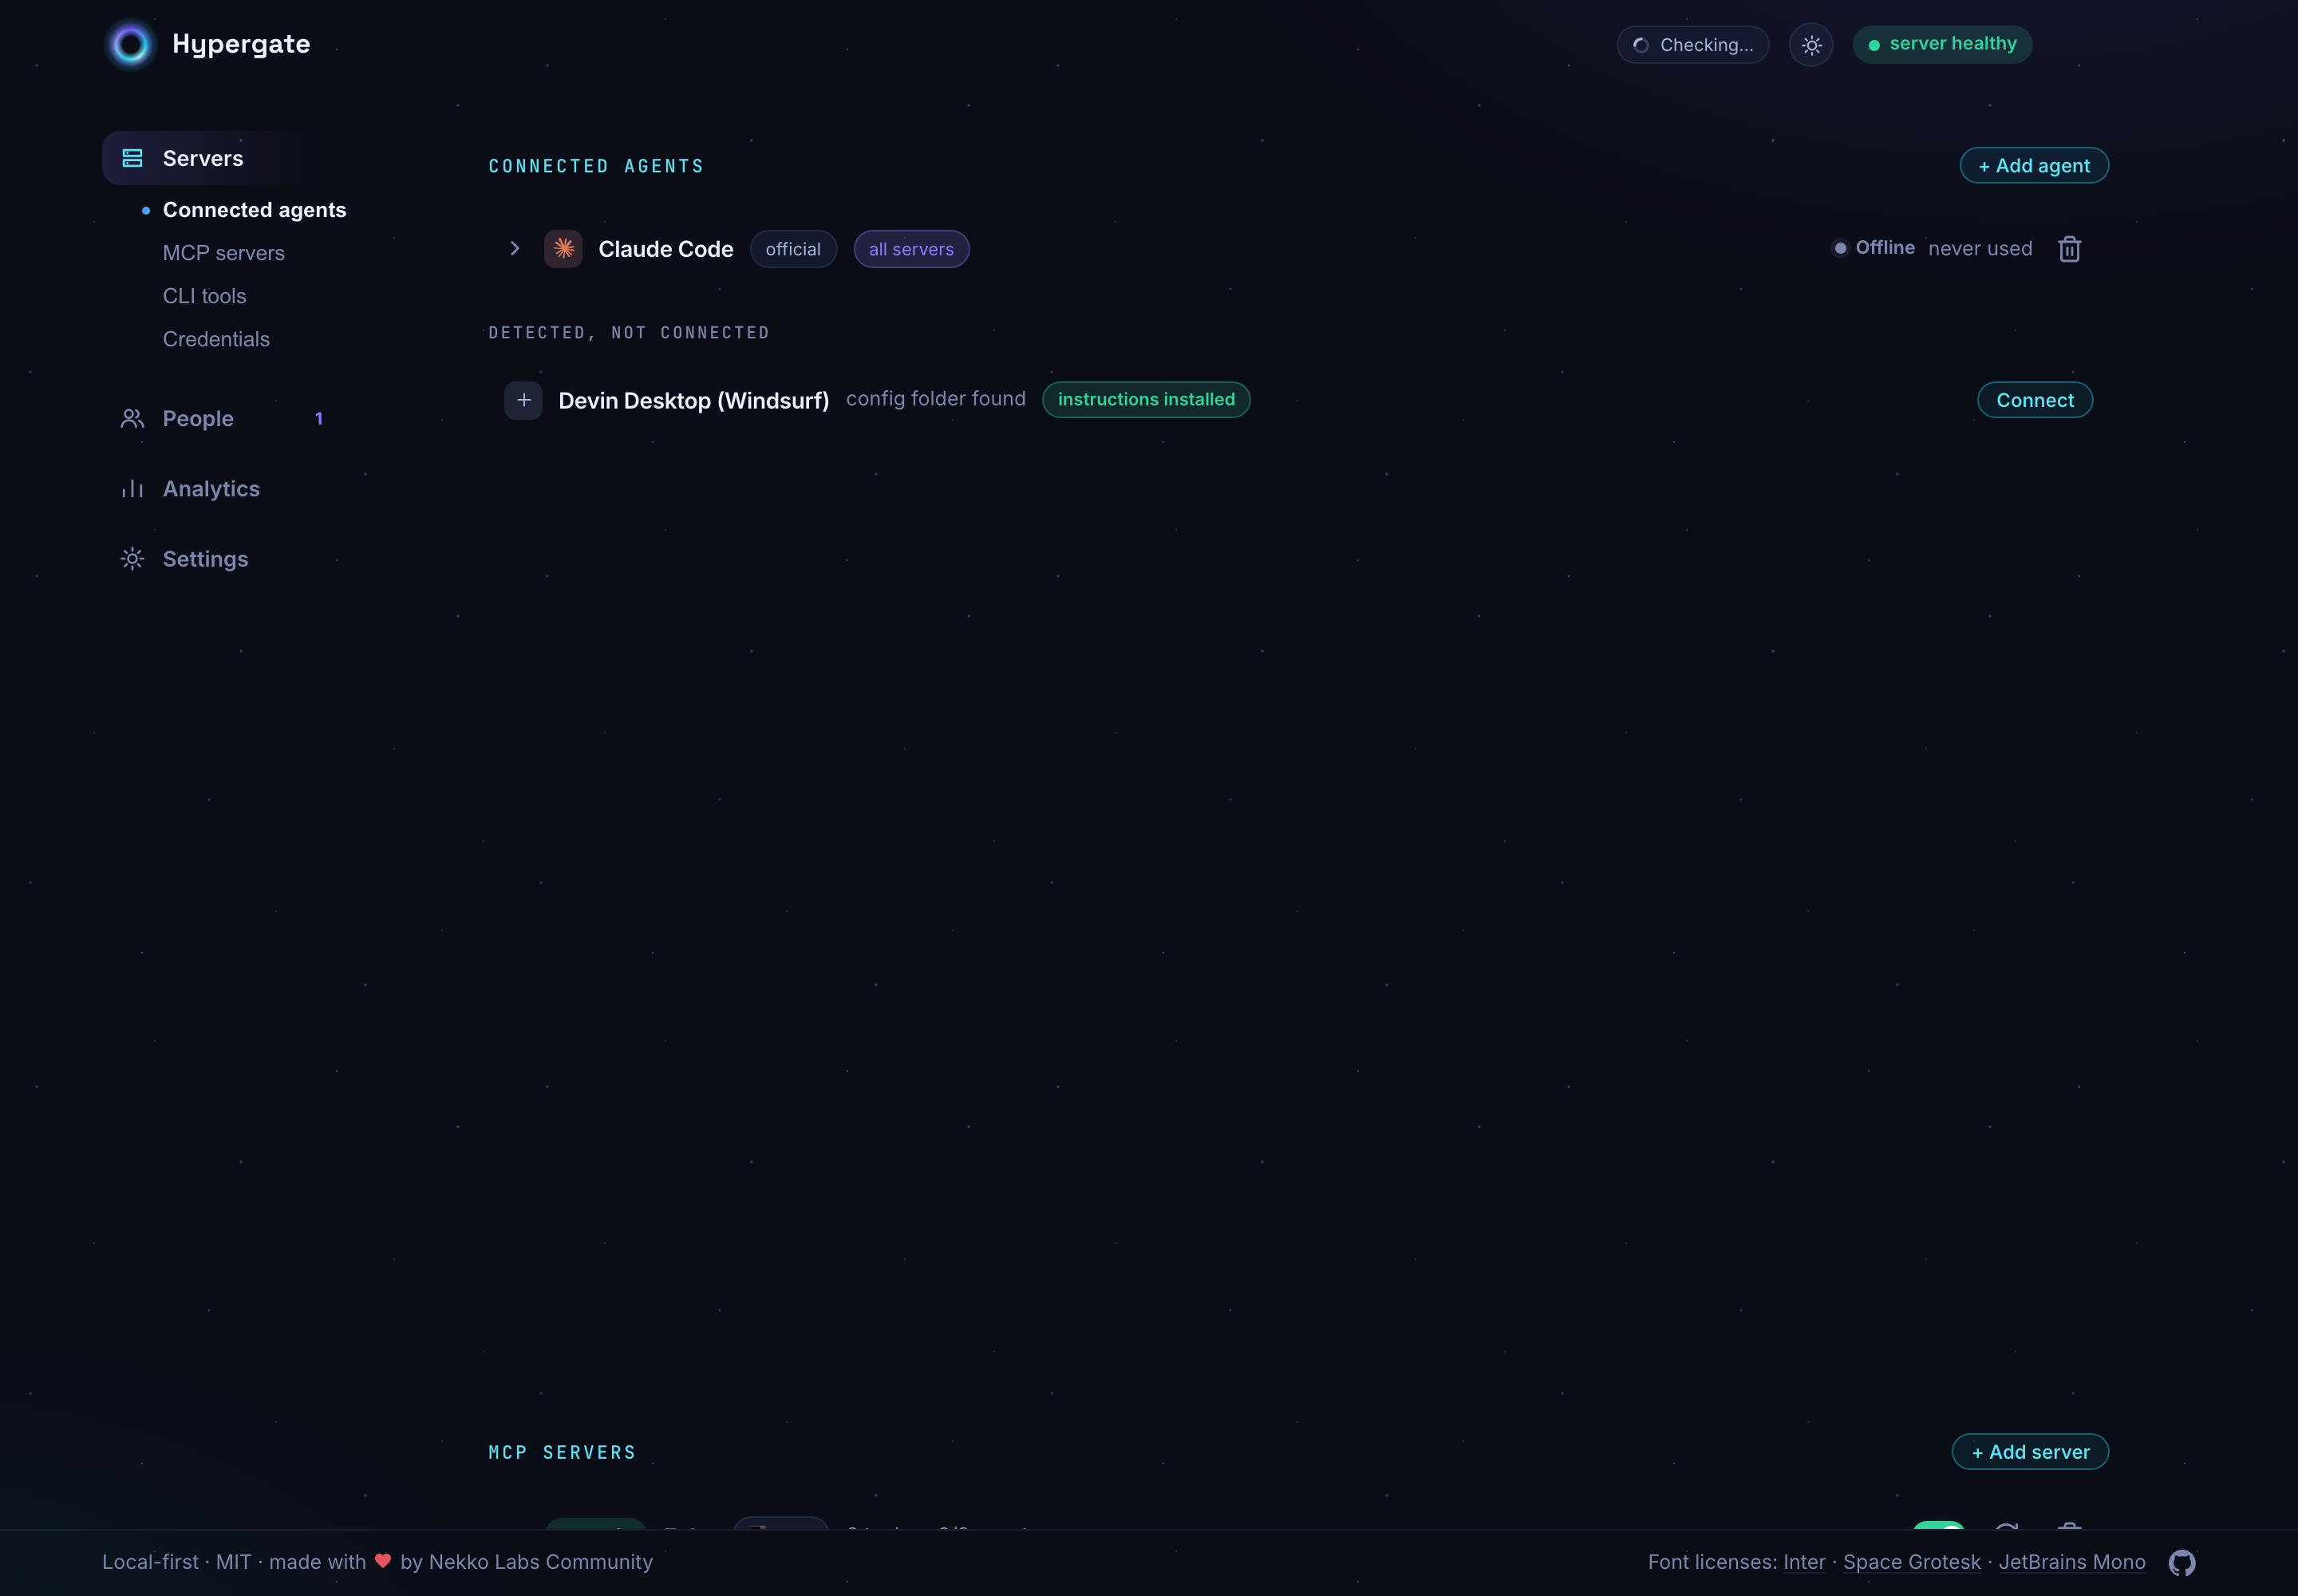 Hypergate
Checking...
server healthy
Servers
Connected agents
MCP servers
CLI tools
Credentials
People 1
Analytics
Settings
CONNECTED AGENTS
+ Add agent
Claude Code official all servers
Offline never used
DETECTED, NOT CONNECTED
Devin Desktop (Windsurf) config folder found instructions installed
Connect
MCP SERVERS
+ Add server
Local-first · MIT · made with ❤ by Nekko Labs Community
Font licenses: Inter · Space Grotesk · JetBrains Mono